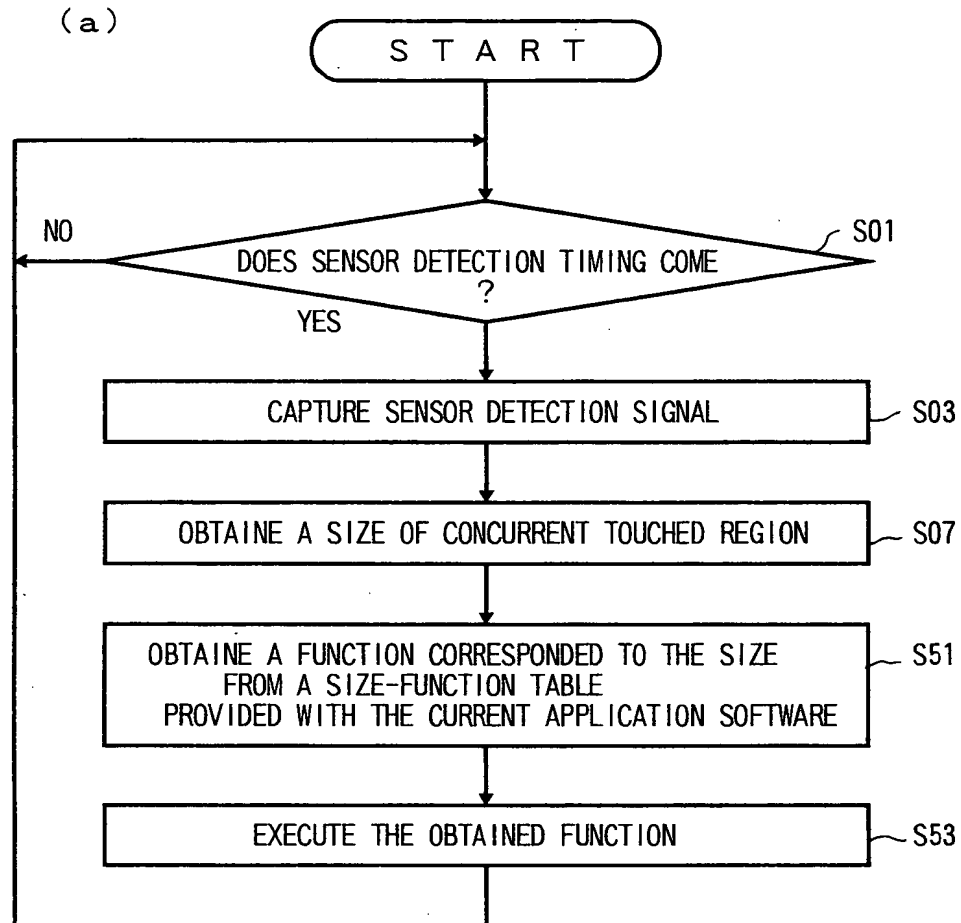 (a)
START
NO
S01
DOES SENSOR DETECTION TIMING COME
?
YES
CAPTURE SENSOR DETECTION SIGNAL
S03
OBTAINE A SIZE OF CONCURRENT TOUCHED REGION
S07
OBTAINE A FUNCTION CORRESPONDED TO THE SIZE
S51
FROM A SIZE-FUNCTION TABLE
PROVIDED WITH THE CURRENT APPLICATION SOFTWARE
EXECUTE THE OBTAINED FUNCTION
S53